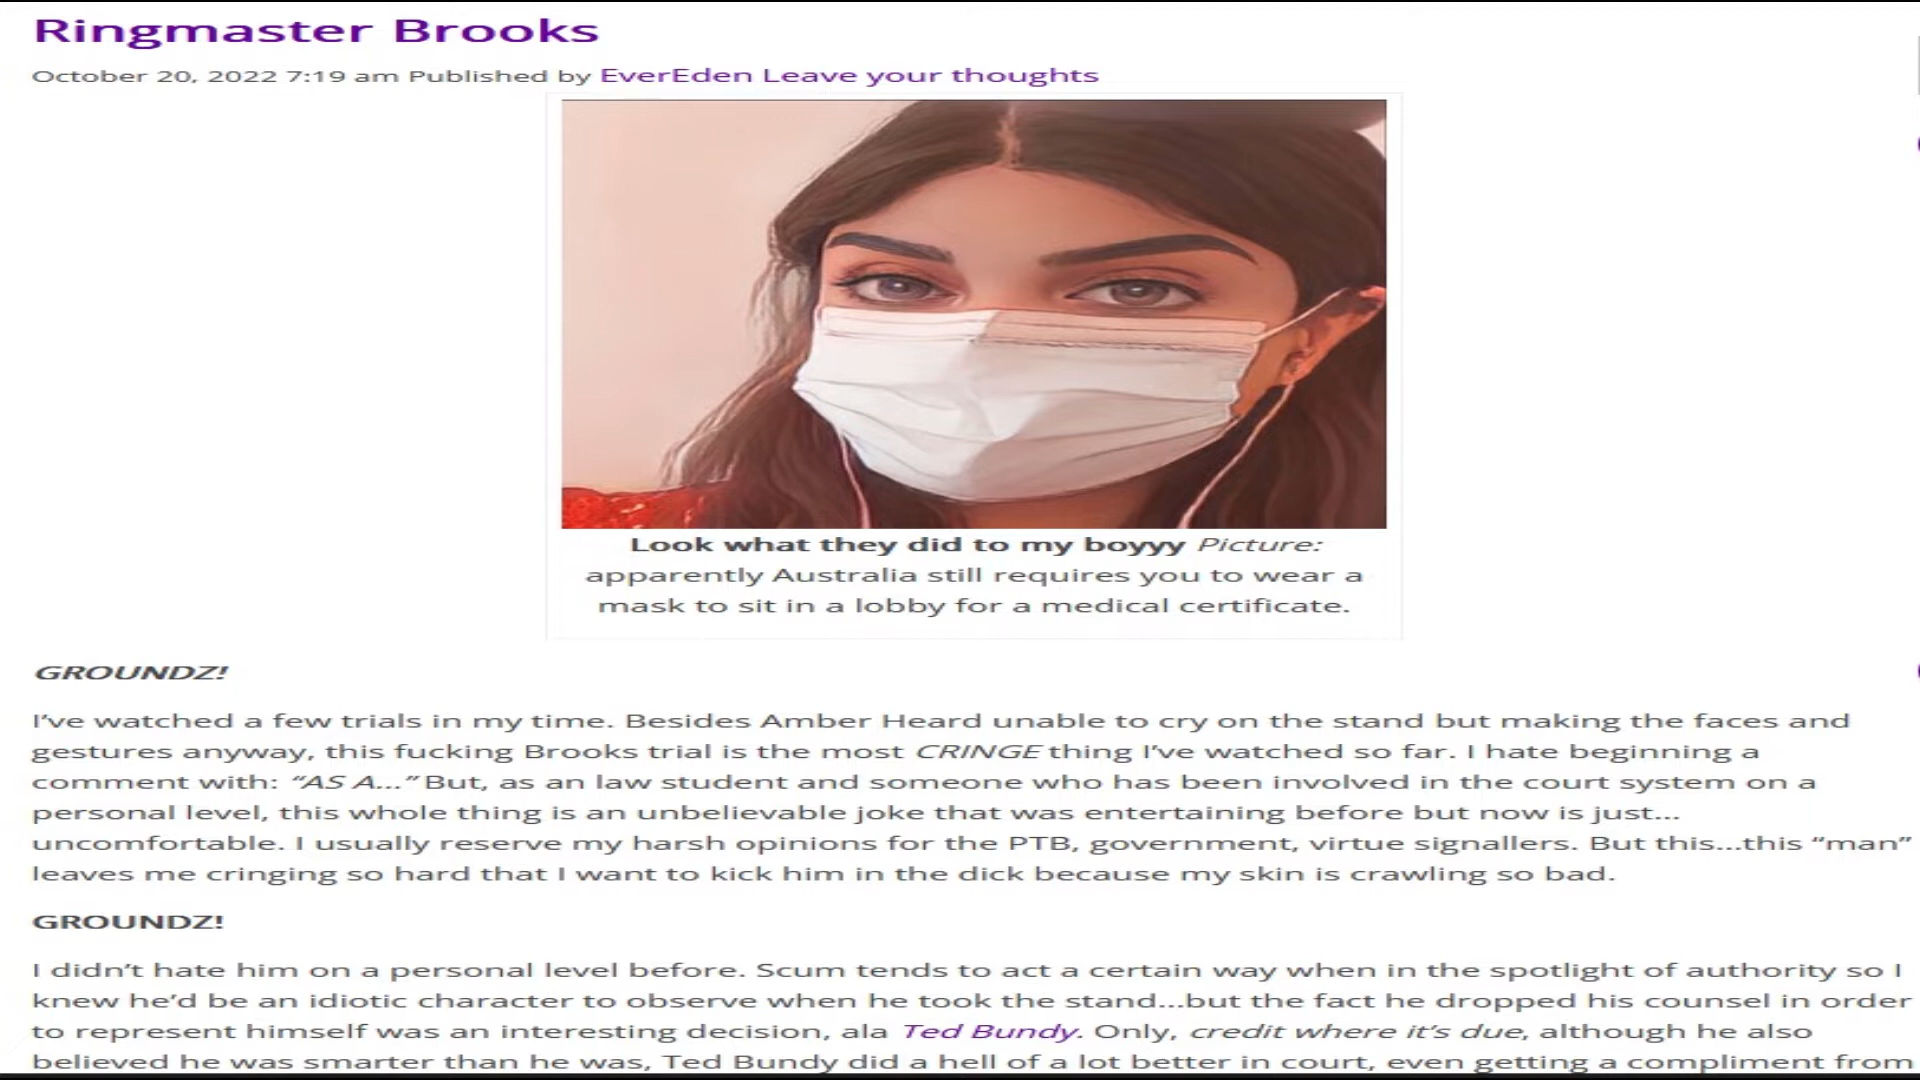 Ringmaster Brooks
October 20, 2022 7:19 am Published by EverEden Leave your thoughts
Look what they did to my boyyy Picture:
apparently Australia still requires you to wear a
mask to sit in a lobby for a medical certificate.
GROUNDZ!
I’ve watched a few trials in my time. Besides Amber Heard unable to cry on the stand but making the faces and
gestures anyway, this fucking Brooks trial is the most CRINGE thing I’ve watched so far. I hate beginning a
comment with: “AS A...” But, as an law student and someone who has been involved in the court system on a
personal level, this whole thing is an unbelievable joke that was entertaining before but now is just...
uncomfortable. I usually reserve my harsh opinions for the PTB, government, virtue signallers. But this...this “man”
leaves me cringing so hard that I want to kick him in the dick because my skin is crawling so bad.
GROUNDZ!
I didn’t hate him on a personal level before. Scum tends to act a certain way when in the spotlight of authority so I
knew he’d be an idiotic character to observe when he took the stand...but the fact he dropped his counsel in order
to represent himself was an interesting decision, ala Ted Bundy. Only, credit where it’s due, although he also
believed he was smarter than he was, Ted Bundy did a hell of a lot better in court, even getting a compliment from